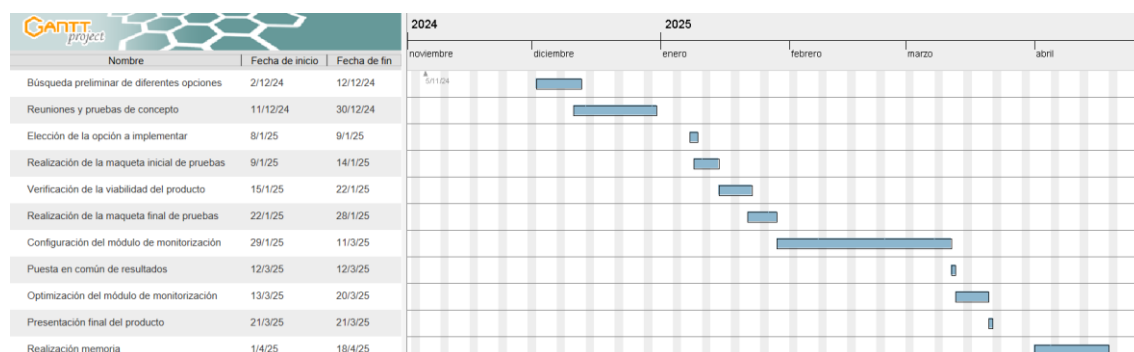 GANTT project
2024 2025
noviembre diciembre enero febrero marzo abril
Nombre Fecha de inicio Fecha de fin
5/11/24
Búsqueda preliminar de diferentes opciones 2/12/24 12/12/24
Reuniones y pruebas de concepto 11/12/24 30/12/24
Elección de la opción a implementar 8/1/25 9/1/25
Realización de la maqueta inicial de pruebas 9/1/25 14/1/25
Verificación de la viabilidad del producto 15/1/25 22/1/25
Realización de la maqueta final de pruebas 22/1/25 28/1/25
Configuración del módulo de monitorización 29/1/25 11/3/25
Puesta en común de resultados 12/3/25 12/3/25
Optimización del módulo de monitorización 13/3/25 20/3/25
Presentación final del producto 21/3/25 21/3/25
Realización memoria 1/4/25 18/4/25